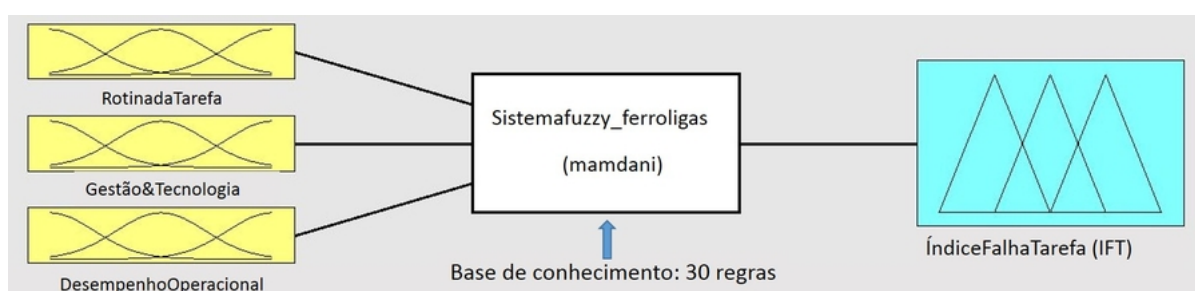 RotinadaTarefa
Gestão&Tecnologia
DesempenhoOperacional
Sistemafuzzy_ferroligas
(mamdani)
Base de conhecimento: 30 regras
ÍndiceFalhaTarefa (IFT)